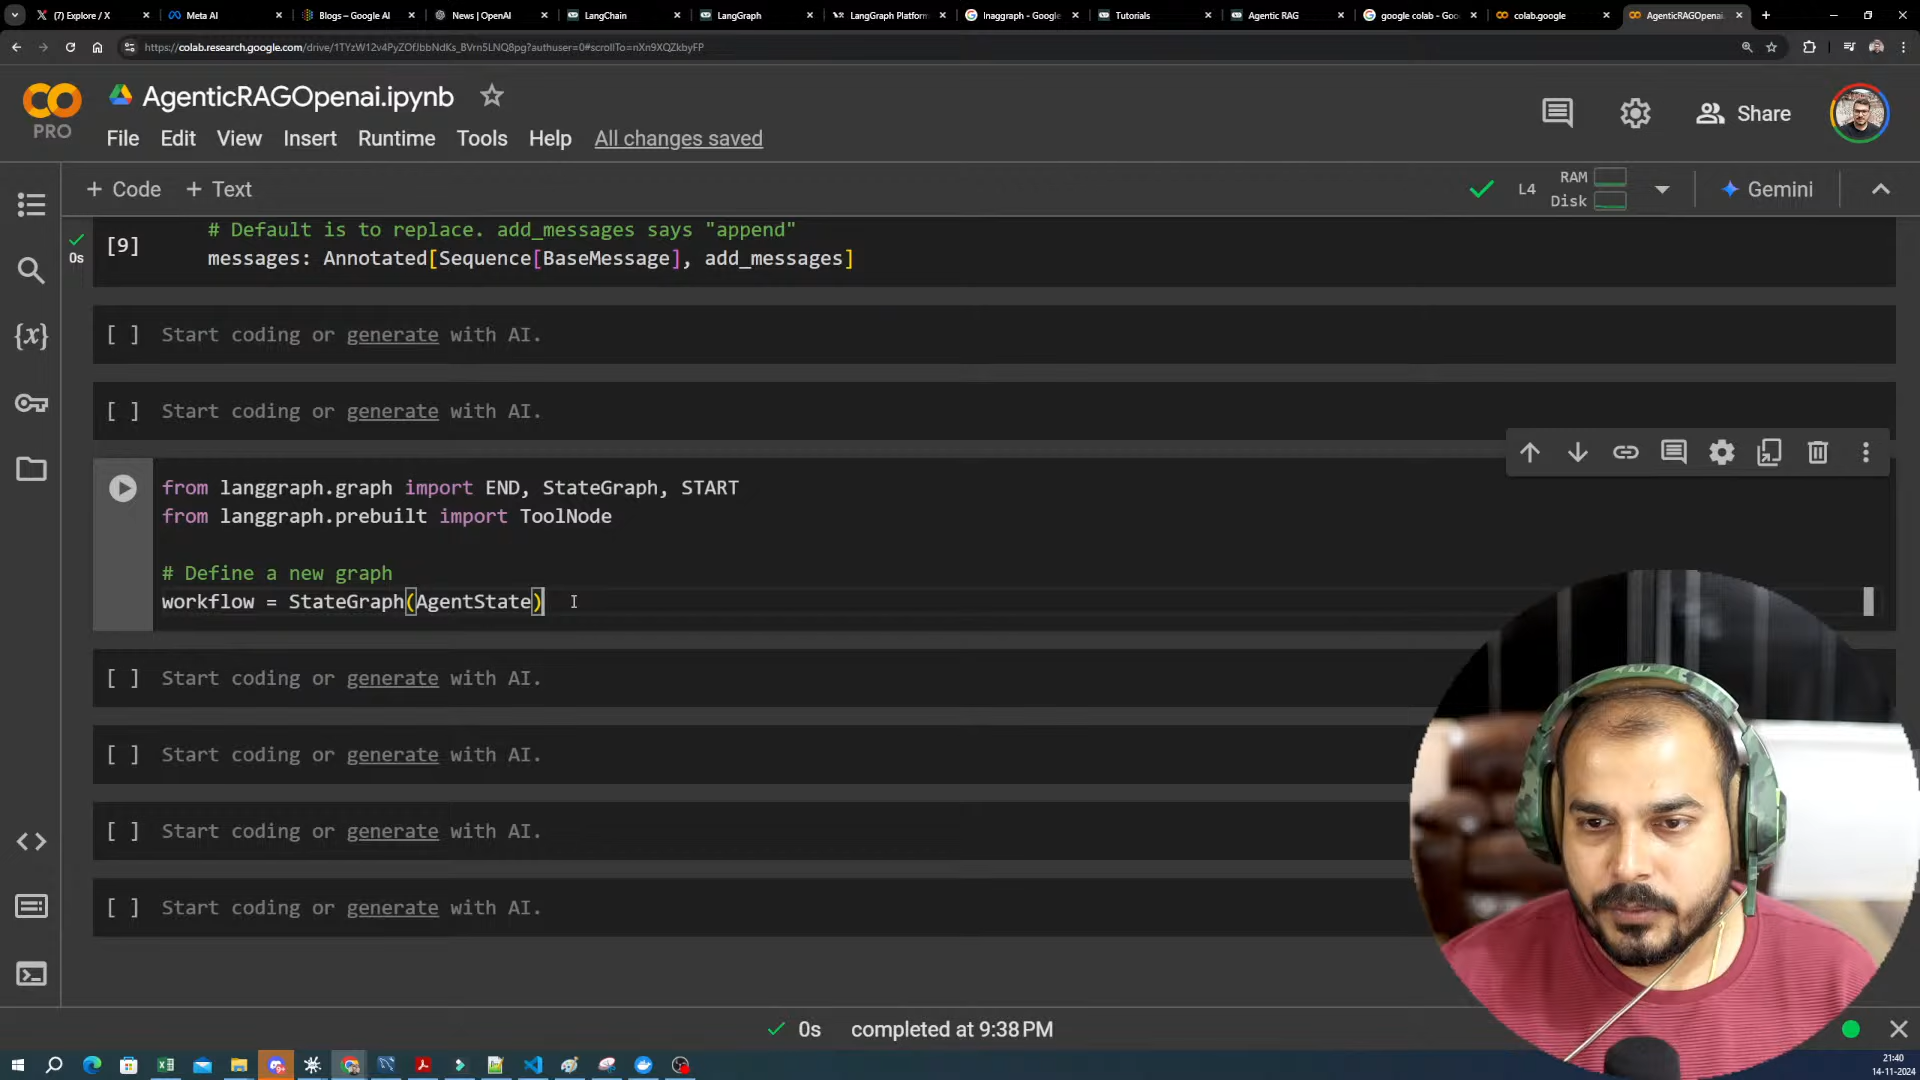 Explore / X
Meta AI
Blogs – Google AI
News | OpenAI
LangChain
LangGraph
LangGraph Platform
langgraph - Google
Tutorials
Agentic RAG
google colab - Goo
colab.google
AgenticRAGOpenai.
https://colab.research.google.com/drive/1TYzW12v4PyZOfJbbNdKs_BVrn5LNQ8pg?authuser=0#scrollTo=nXn9XQZkbyFP
AgenticRAGOpenai.ipynb
Share
PRO
File Edit View Insert Runtime Tools Help All changes saved
+ Code + Text
L4 RAM
Disk
Gemini
[9] # Default is to replace. add_messages says "append"
0s
messages: Annotated[Sequence[BaseMessage], add_messages]
[ ] Start coding or generate with AI.
[ ] Start coding or generate with AI.
from langgraph.graph import END, StateGraph, START
from langgraph.prebuilt import ToolNode
# Define a new graph
workflow = StateGraph(AgentState)
[ ] Start coding or generate with AI.
[ ] Start coding or generate with AI.
[ ] Start coding or generate with AI.
[ ] Start coding or generate with AI.
0s completed at 9:38 PM
21:40
14-11-2024